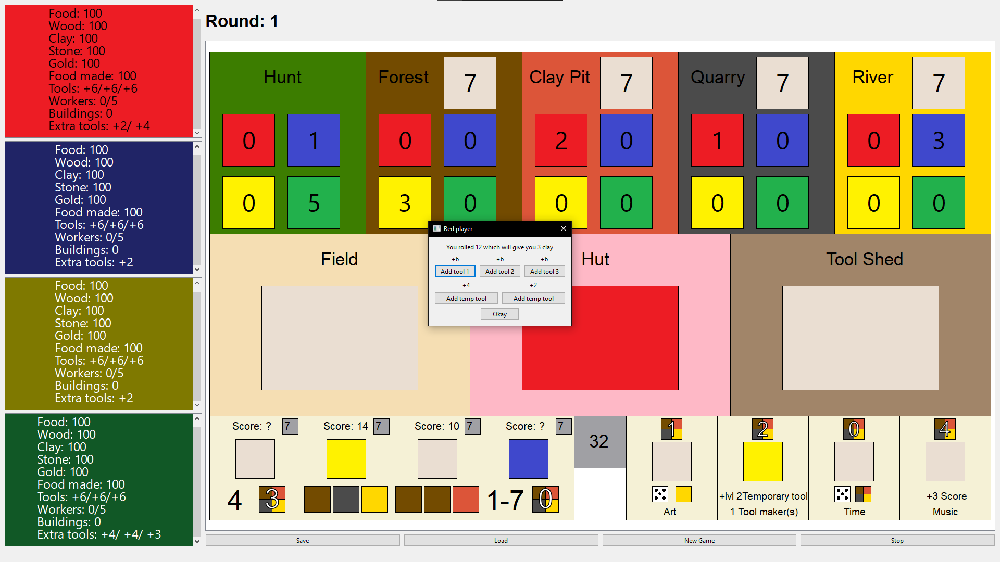 Food: 100
Wood: 100
Clay: 100
Stone: 100
Gold: 100
Food made: 100
Tools: +6/+6/+6
Workers: 0/5
Buildings: 0
Extra tools: +2/ +4
Food: 100
Wood: 100
Clay: 100
Stone: 100
Gold: 100
Food made: 100
Tools: +6/+6/+6
Workers: 0/5
Buildings: 0
Extra tools: +2
Food: 100
Wood: 100
Clay: 100
Stone: 100
Gold: 100
Food made: 100
Tools: +6/+6/+6
Workers: 0/5
Buildings: 0
Extra tools: +2
Food: 100
Wood: 100
Clay: 100
Stone: 100
Gold: 100
Food made: 100
Tools: +6/+6/+6
Workers: 0/5
Buildings: 0
Extra tools: +4/ +4/ +3
Round: 1
Hunt
0 1
0 5
Forest 7
0 0
3 0
Clay Pit 7
2 0
0 0
Quarry 7
1 0
0 0
River 7
0 3
0 0
Red player
You rolled 12 which will give you 3 clay
+6 +6 +6
Add tool 1 Add tool 2 Add tool 3
+4 +2
Add temp tool Add temp tool
Okay
Field
Hut
Tool Shed
Score: ? 7
4 3
Score: 14 7
Score: 10 7
Score: ? 7
1-7 0
32
1
Art
2
+lvl 2Temporary tool
1 Tool maker(s)
0
Time
4
+3 Score
Music
Save Load New Game Stop